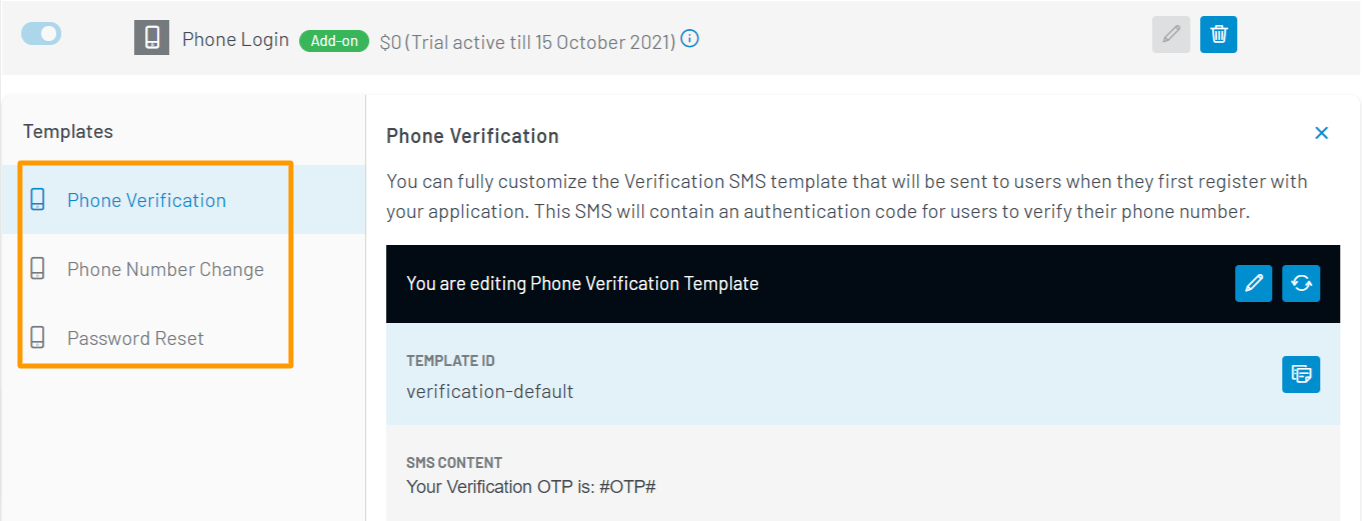 Phone Login Add-on $0 (Trial active till 15 October 2021)
Templates
Phone Verification
Phone Number Change
Password Reset
Phone Verification
You can fully customize the Verification SMS template that will be sent to users when they first register with
your application. This SMS will contain an authentication code for users to verify their phone number.
You are editing Phone Verification Template
TEMPLATE ID
verification-default
SMS CONTENT
Your Verification OTP is: #OTP#